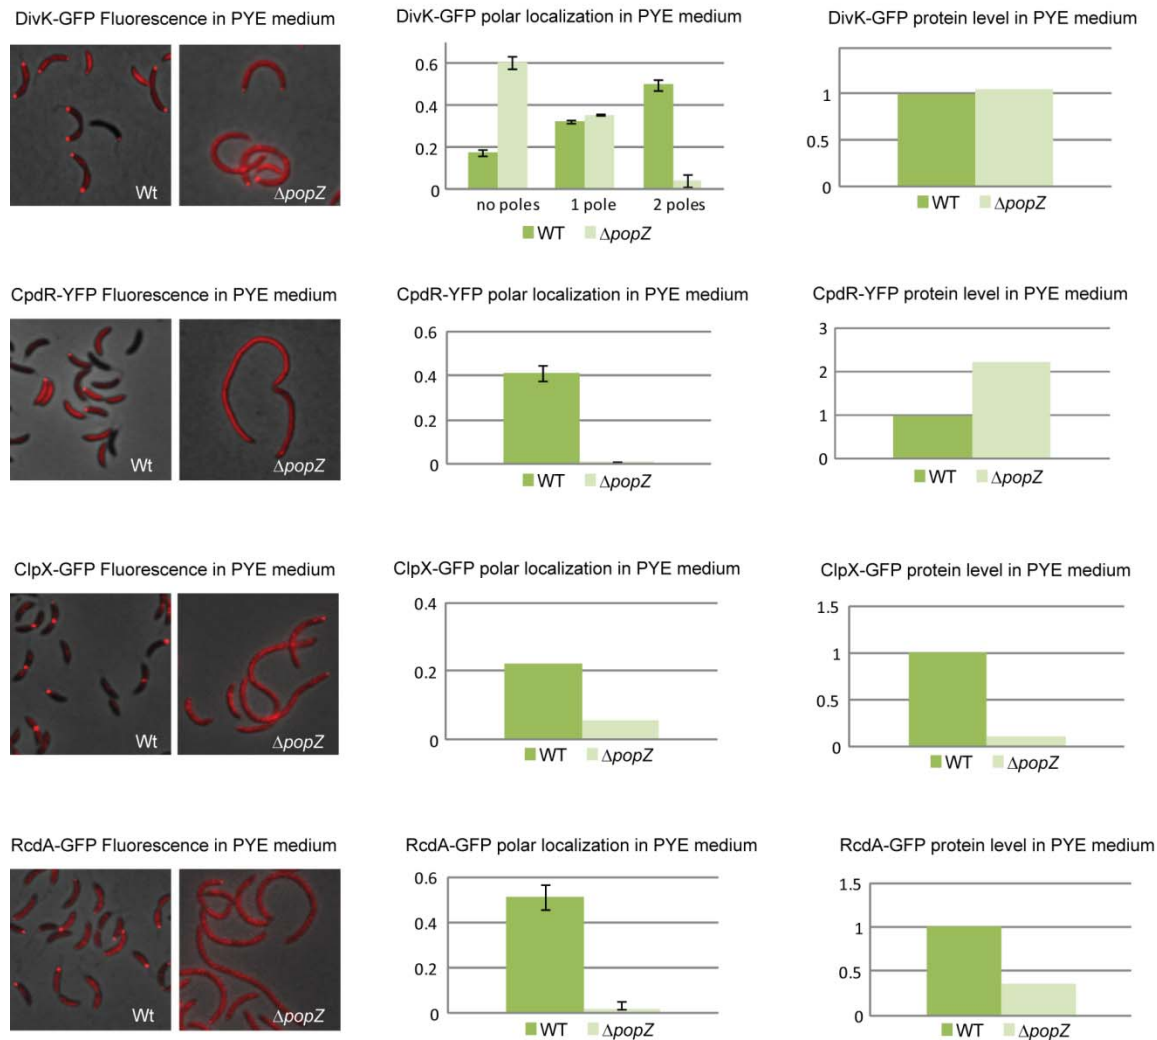 DivK-GFP Fluorescence in PYE medium
Wt
ΔpopZ
DivK-GFP polar localization in PYE medium
0.6
0.4
0.2
0
no poles 1 pole 2 poles
WT ΔpopZ
DivK-GFP protein level in PYE medium
1
0.5
0
WT ΔpopZ
CpdR-YFP Fluorescence in PYE medium
Wt
ΔpopZ
CpdR-YFP polar localization in PYE medium
0.6
0.4
0.2
0
WT ΔpopZ
CpdR-YFP protein level in PYE medium
3
2
1
0
WT ΔpopZ
ClpX-GFP Fluorescence in PYE medium
Wt
ΔpopZ
ClpX-GFP polar localization in PYE medium
0.4
0.2
0
WT ΔpopZ
ClpX-GFP protein level in PYE medium
1.5
1
0.5
0
WT ΔpopZ
RcdA-GFP Fluorescence in PYE medium
Wt
ΔpopZ
RcdA-GFP polar localization in PYE medium
0.6
0.4
0.2
0
WT ΔpopZ
RcdA-GFP protein level in PYE medium
1.5
1
0.5
0
WT ΔpopZ